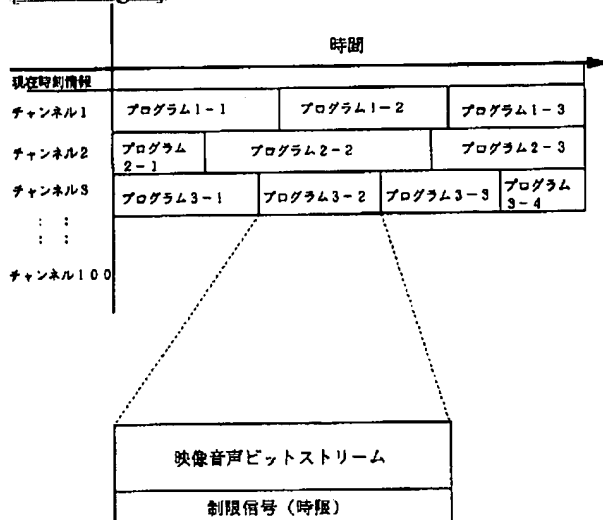 時間
現在時刻情報
チャンネル1 プログラム1-1 プログラム1-2 プログラム1-3
チャンネル2 プログラム2-1 プログラム2-2 プログラム2-3
チャンネル3 プログラム3-1 プログラム3-2 プログラム3-3 プログラム3-4
: :
: :
チャンネル100
映像音声ビットストリーム
制限信号(時限)